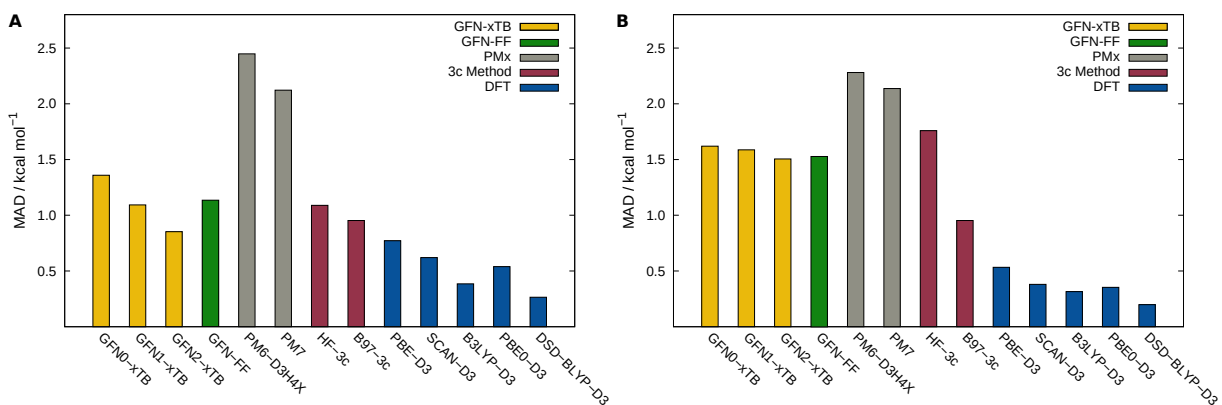 A
MAD / kcal mol⁻¹
2.5
2.0
1.5
1.0
0.5
GFN-xTB
GFN-FF
PMx
3c Method
DFT
GFN0−xTB
GFN1−xTB
GFN2−xTB
GFN−FF
PM6−D3H4X
PM7
HF−3c
B97−3c
PBE−D3
SCAN−D3
B3LYP−D3
PBE0−D3
DSD−BLYP−D3
B
MAD / kcal mol⁻¹
2.5
2.0
1.5
1.0
0.5
GFN-xTB
GFN-FF
PMx
3c Method
DFT
GFN0−xTB
GFN1−xTB
GFN2−xTB
GFN−FF
PM6−D3H4X
PM7
HF−3c
B97−3c
PBE−D3
SCAN−D3
B3LYP−D3
PBE0−D3
DSD−BLYP−D3